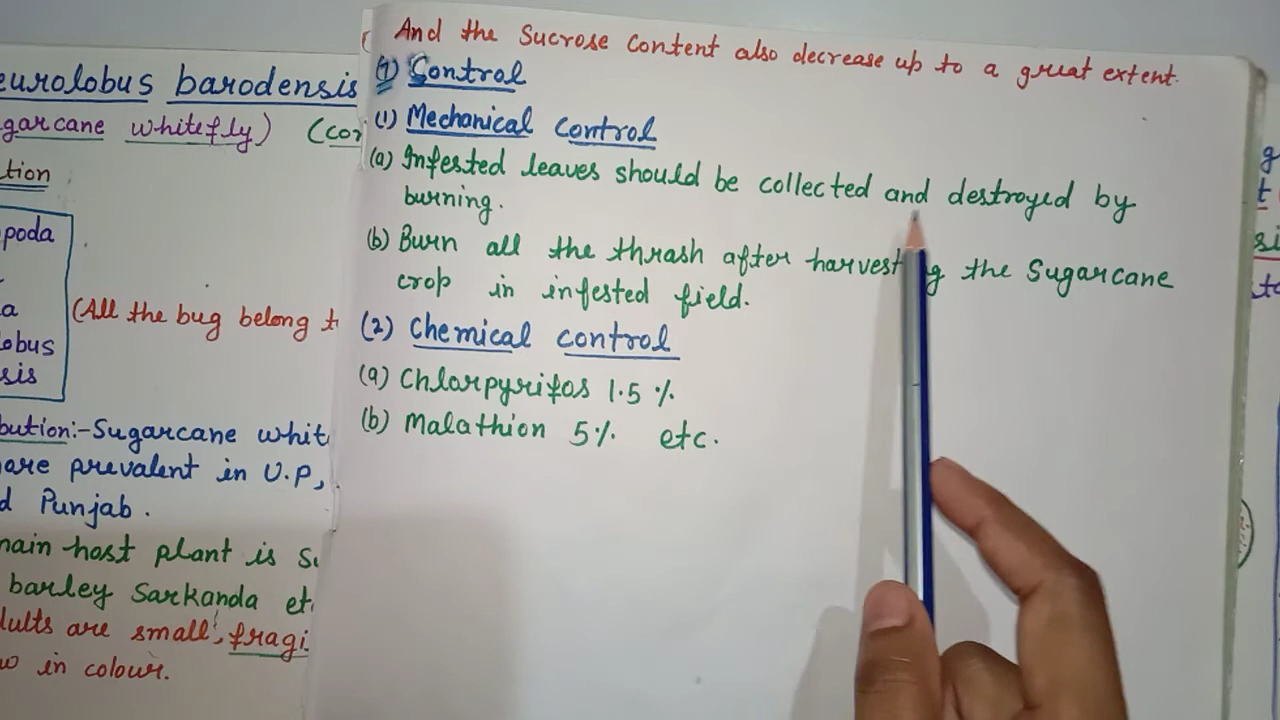 eurolobus barodensis
garcane whitefly) (co
tion
poda
a
obus
sis
(All the bug belong t
bution:- Sugarcane whit
are prevalent in U.P,
d Punjab.
main host plant is S
barley Sarkanda et
dults are small, fragi
w in colour.
And the Sucrose Content also decrease up to a great extent.
(7) Control
(1) Mechanical Control
(a) Infested leaves should be collected and destroyed by
burning.
(b) Burn all the thrash after harvest g the Sugarcane
crop in infested field.
(2) Chemical control
(a) Chlorpyrifos 1.5 %
(b) Malathion 5% etc.